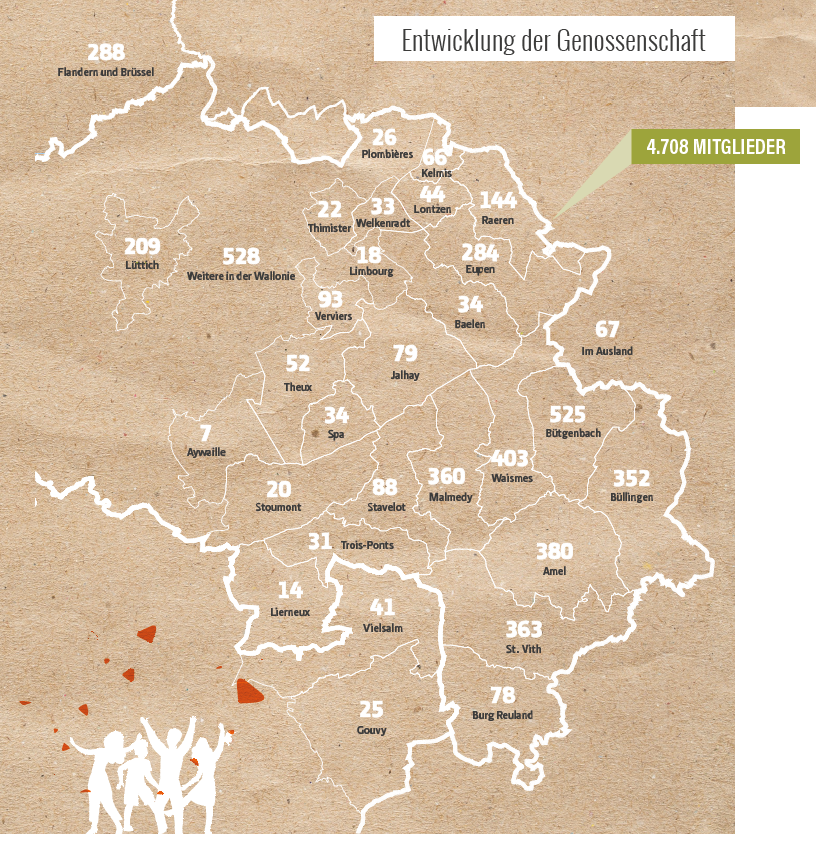 Entwicklung der Genossenschaft
288
Flandern und Brüssel
4.708 MITGLIEDER
26
Plombières
66
Kelmis
44
Lontzen
144
Raeren
22
Thimister
33
Welkenradt
209
Lüttich
528
Weitere in der Wallonie
18
Limbourg
284
Eupen
93
Verviers
34
Baelen
67
Im Ausland
52
Theux
79
Jalhay
7
Aywaille
34
Spa
525
Bütgenbach
20
Stoumont
88
Stavelot
360
Malmedy
403
Waismes
352
Büllingen
31 Trois-Ponts
380
Amel
14
Lierneux
41
Vielsalm
363
St. Vith
25
Gouvy
78
Burg Reuland